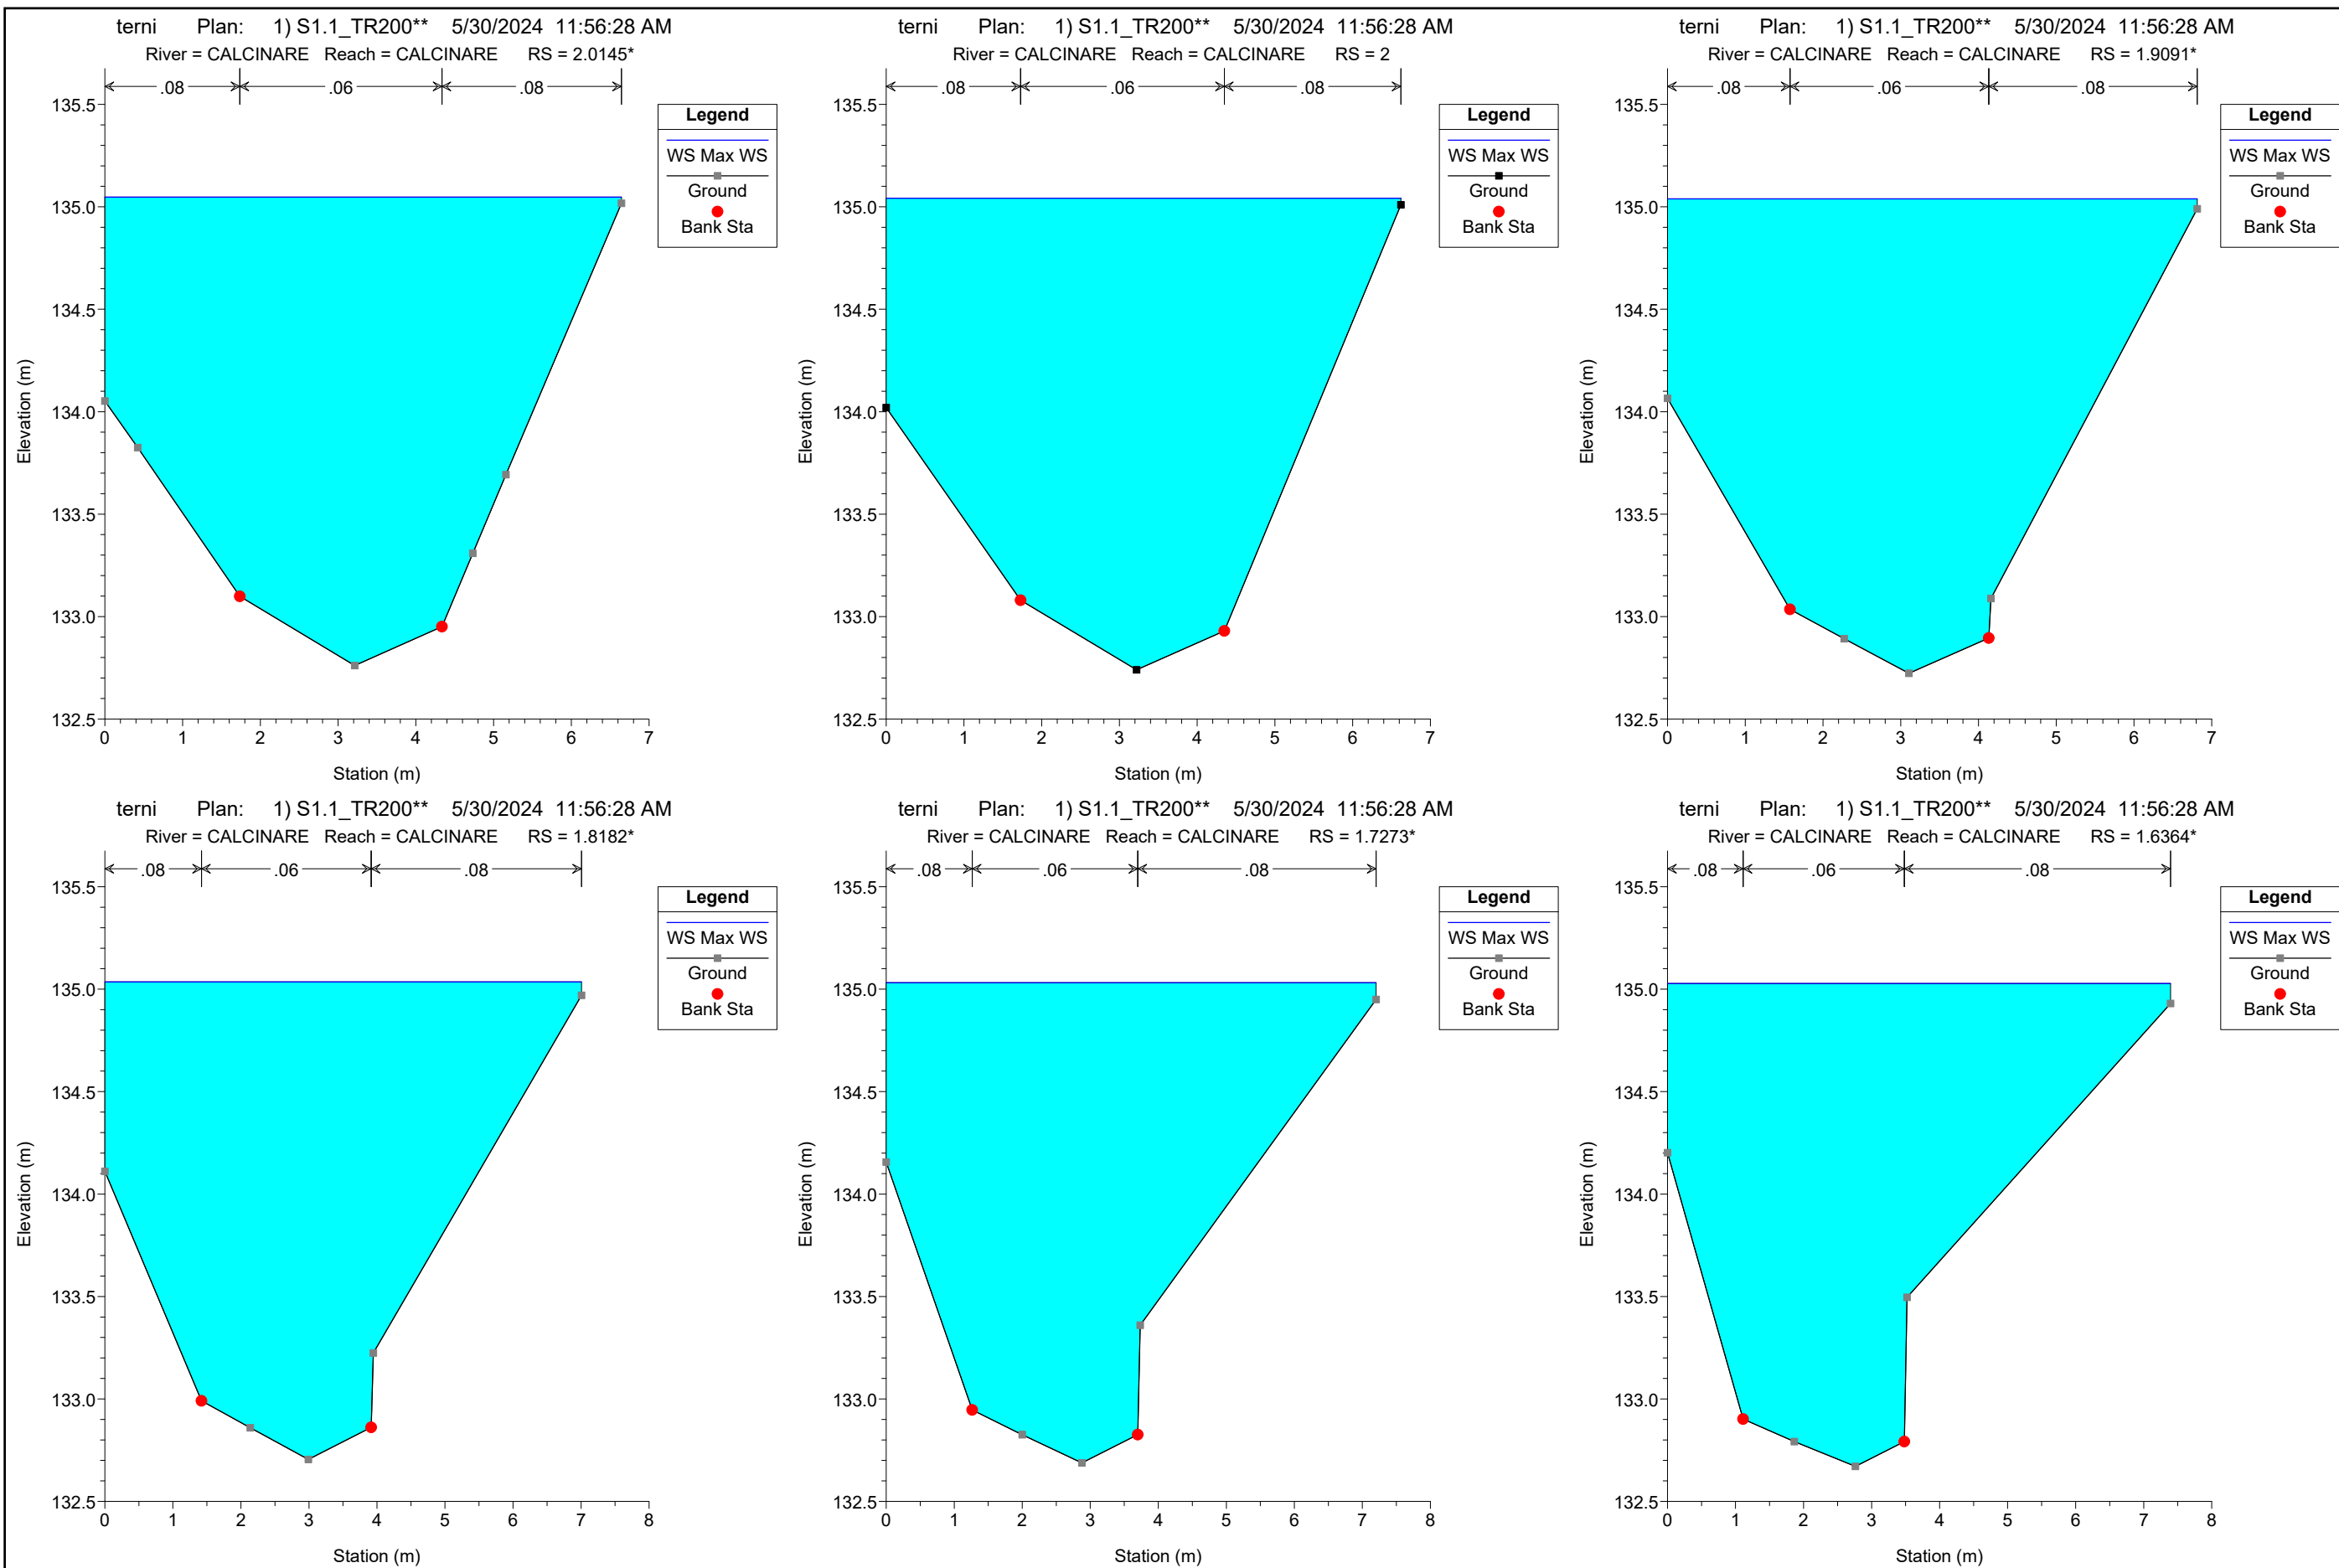 terni Plan: 1) S1.1_TR200** 5/30/2024 11:56:28 AM
River = CALCINARE Reach = CALCINARE RS = 2.0145*
.08 .06 .08
135.5
135.0
134.5
134.0
133.5
133.0
132.5
Elevation (m)
0 1 2 3 4 5 6 7
Station (m)
Legend
WS Max WS
Ground
Bank Sta
terni Plan: 1) S1.1_TR200** 5/30/2024 11:56:28 AM
River = CALCINARE Reach = CALCINARE RS = 2
.08 .06 .08
135.5
135.0
134.5
134.0
133.5
133.0
132.5
Elevation (m)
0 1 2 3 4 5 6 7
Station (m)
Legend
WS Max WS
Ground
Bank Sta
terni Plan: 1) S1.1_TR200** 5/30/2024 11:56:28 AM
River = CALCINARE Reach = CALCINARE RS = 1.9091*
.08 .06 .08
135.5
135.0
134.5
134.0
133.5
133.0
132.5
Elevation (m)
0 1 2 3 4 5 6 7
Station (m)
Legend
WS Max WS
Ground
Bank Sta
terni Plan: 1) S1.1_TR200** 5/30/2024 11:56:28 AM
River = CALCINARE Reach = CALCINARE RS = 1.8182*
.08 .06 .08
135.5
135.0
134.5
134.0
133.5
133.0
132.5
Elevation (m)
0 1 2 3 4 5 6 7 8
Station (m)
Legend
WS Max WS
Ground
Bank Sta
terni Plan: 1) S1.1_TR200** 5/30/2024 11:56:28 AM
River = CALCINARE Reach = CALCINARE RS = 1.7273*
.08 .06 .08
135.5
135.0
134.5
134.0
133.5
133.0
132.5
Elevation (m)
0 1 2 3 4 5 6 7 8
Station (m)
Legend
WS Max WS
Ground
Bank Sta
terni Plan: 1) S1.1_TR200** 5/30/2024 11:56:28 AM
River = CALCINARE Reach = CALCINARE RS = 1.6364*
.08 .06 .08
135.5
135.0
134.5
134.0
133.5
133.0
132.5
Elevation (m)
0 1 2 3 4 5 6 7 8
Station (m)
Legend
WS Max WS
Ground
Bank Sta